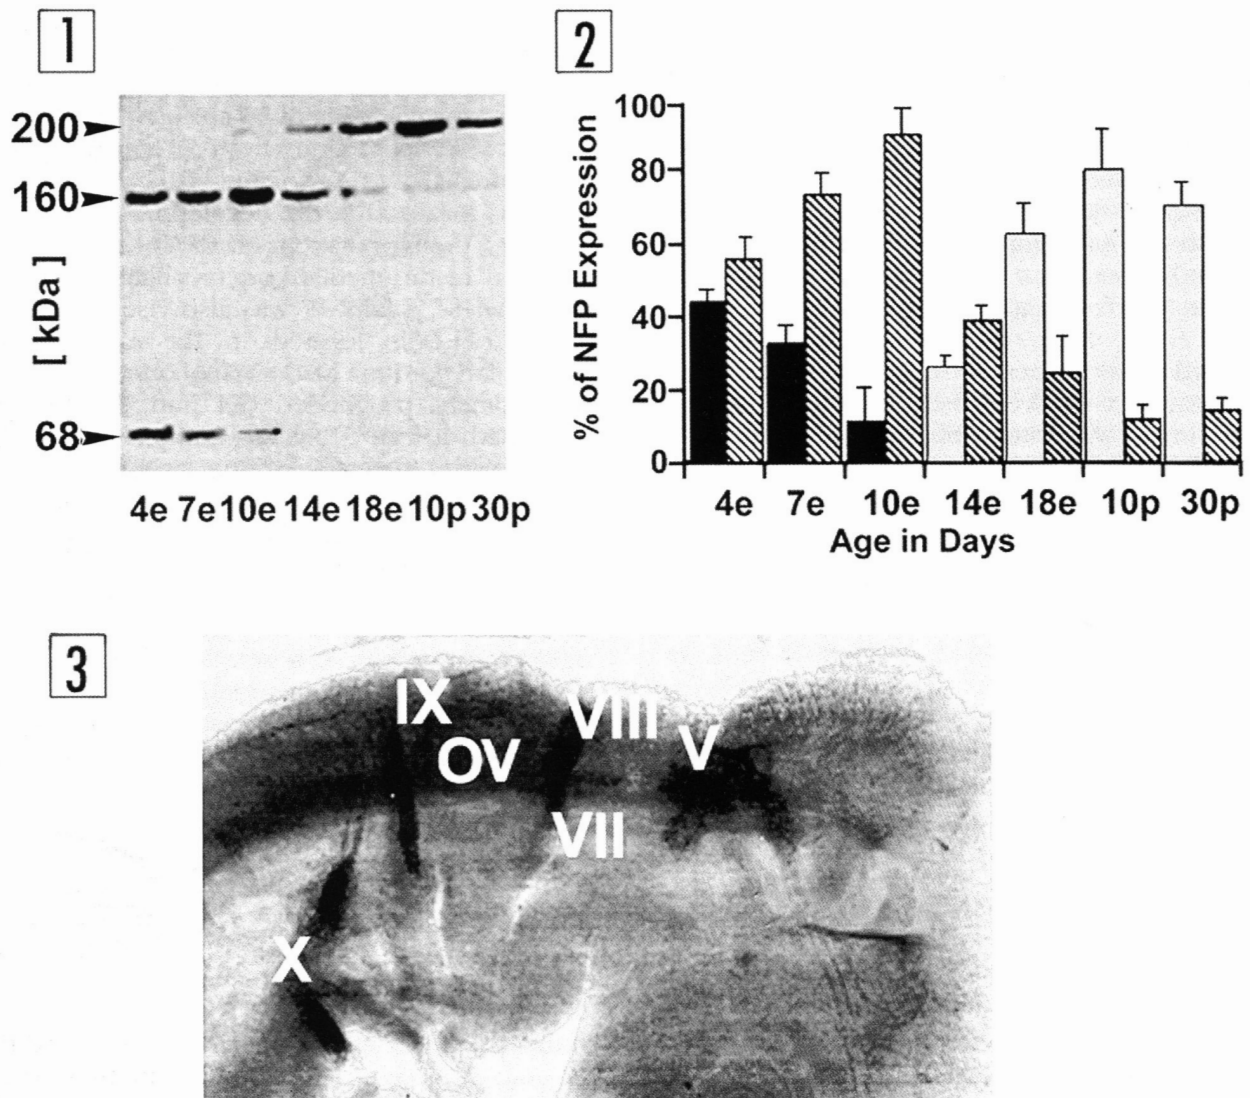 1
200
160
[ kDa ]
68
4e 7e 10e 14e 18e 10p 30p
2
100
80
60
40
20
0
% of NFP Expression
4e 7e 10e 14e 18e 10p 30p
Age in Days
3
IX
VIII
OV
V
VII
X